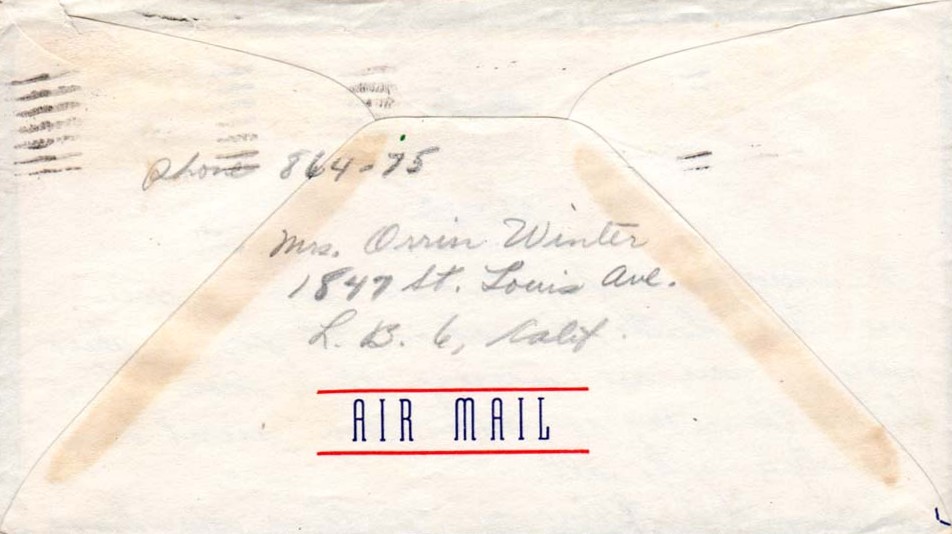 phone 864-75
Mrs. Orrin Winter
1847 St. Louis Ave.
L. B. 6, Calif.
AIR MAIL